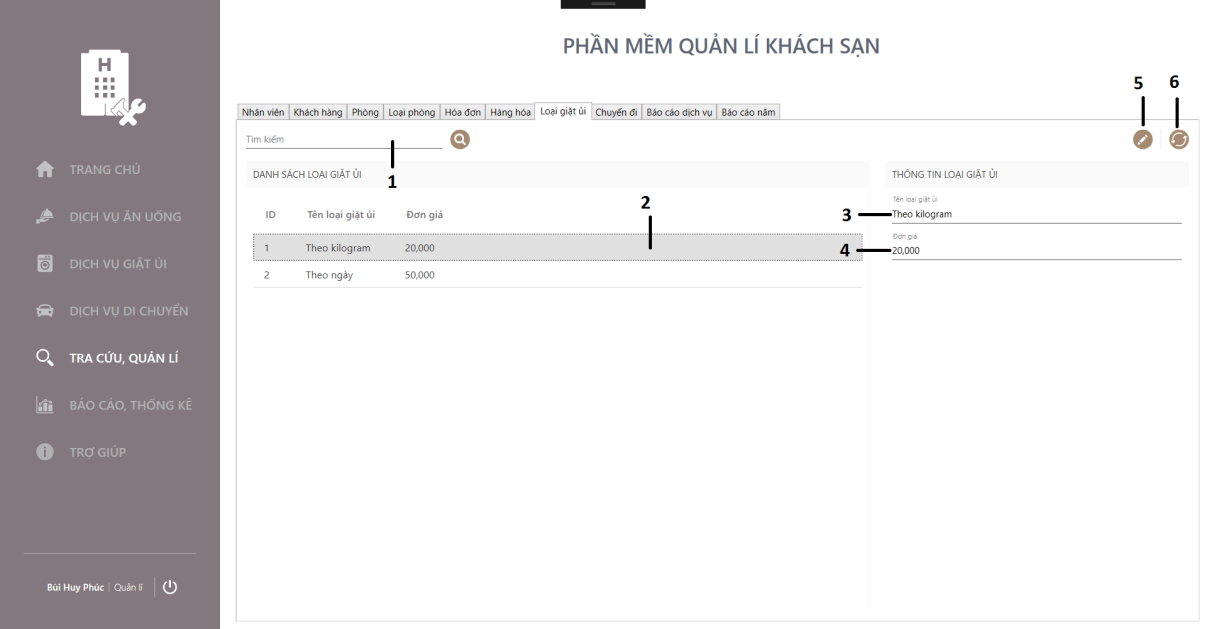 H
PHẦN MỀM QUẢN LÍ KHÁCH SẠN
5 6
Nhân viên Khách hàng Phòng Loại phòng Hóa đơn Hàng hóa Loại giặt ủi Chuyến đi Báo cáo dịch vụ Báo cáo năm
Tìm kiếm
1
TRANG CHỦ
DỊCH VỤ ĂN UỐNG
DỊCH VỤ GIẶT ỦI
DỊCH VỤ DI CHUYỂN
TRA CỨU, QUẢN LÍ
BÁO CÁO, THỐNG KÊ
TRỢ GIÚP
Bùi Huy Phúc | Quản lí
DANH SÁCH LOẠI GIẶT ỦI
2
ID Tên loại giặt ủi Đơn giá
1 Theo kilogram 20,000
2 Theo ngày 50,000
THÔNG TIN LOẠI GIẶT ỦI
Tên loại giặt ủi
3 Theo kilogram
Đơn giá
4 20,000